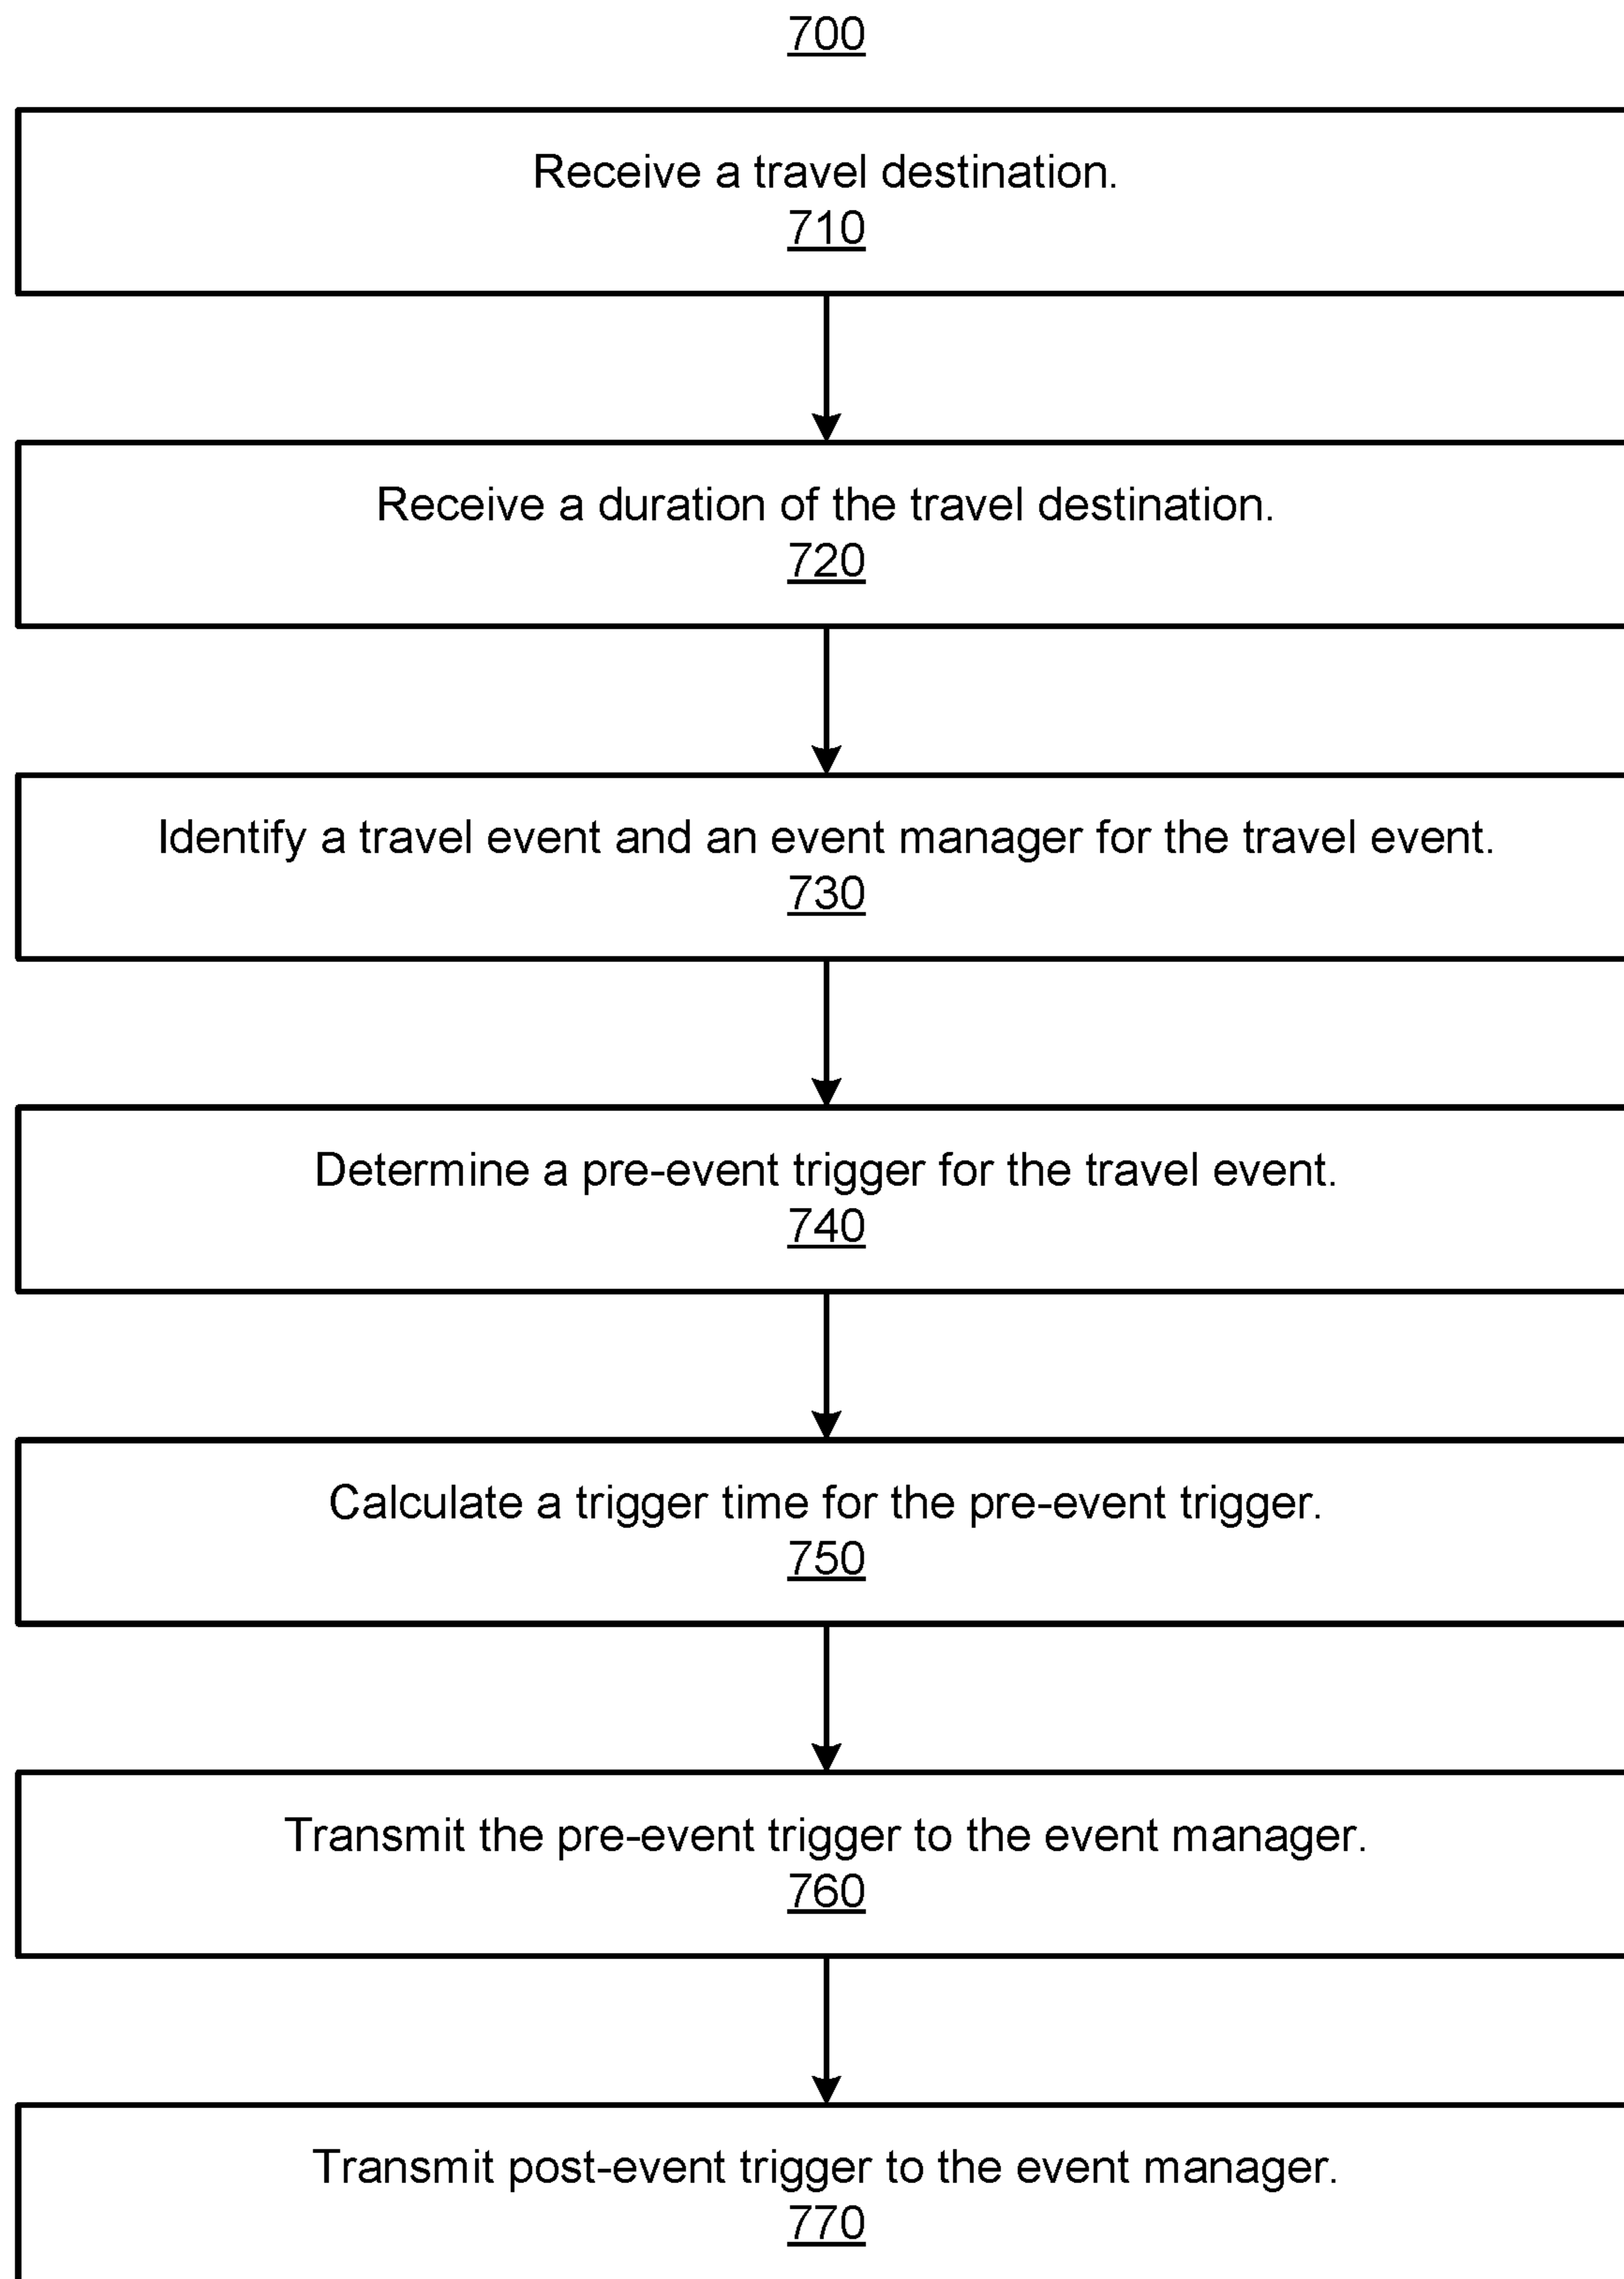 700
Receive a travel destination.
710
Receive a duration of the travel destination.
720
Identify a travel event and an event manager for the travel event.
730
Determine a pre-event trigger for the travel event.
740
Calculate a trigger time for the pre-event trigger.
750
Transmit the pre-event trigger to the event manager.
760
Transmit post-event trigger to the event manager.
770